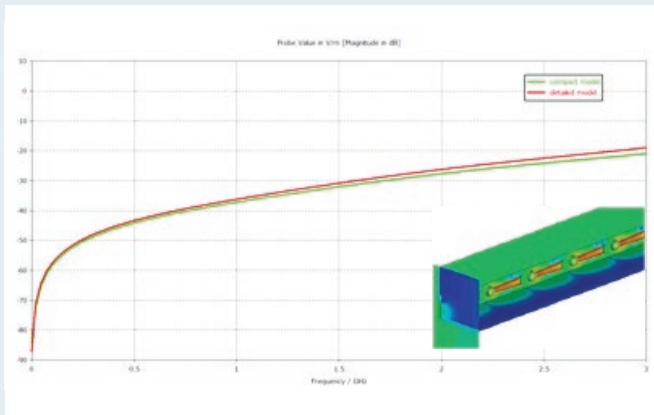 Probe Value in V/m [Magnitude in dB]
10
compact model
detailed model
0
-10
-20
-30
-40
-50
-60
-70
-80
-90
0 0.5 1 1.5 2 2.5 3
Frequency / GHz